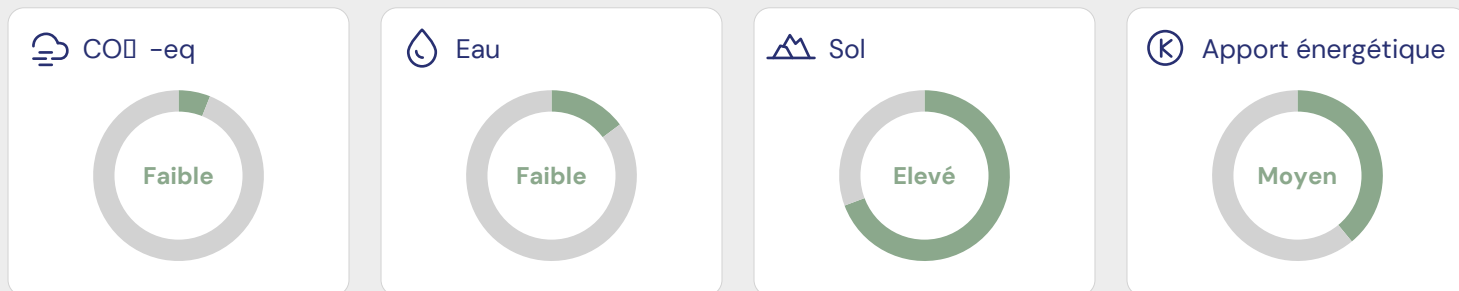 CO▯ -eq
Eau
Sol
Apport énergétique
Faible
Faible
Elevé
Moyen